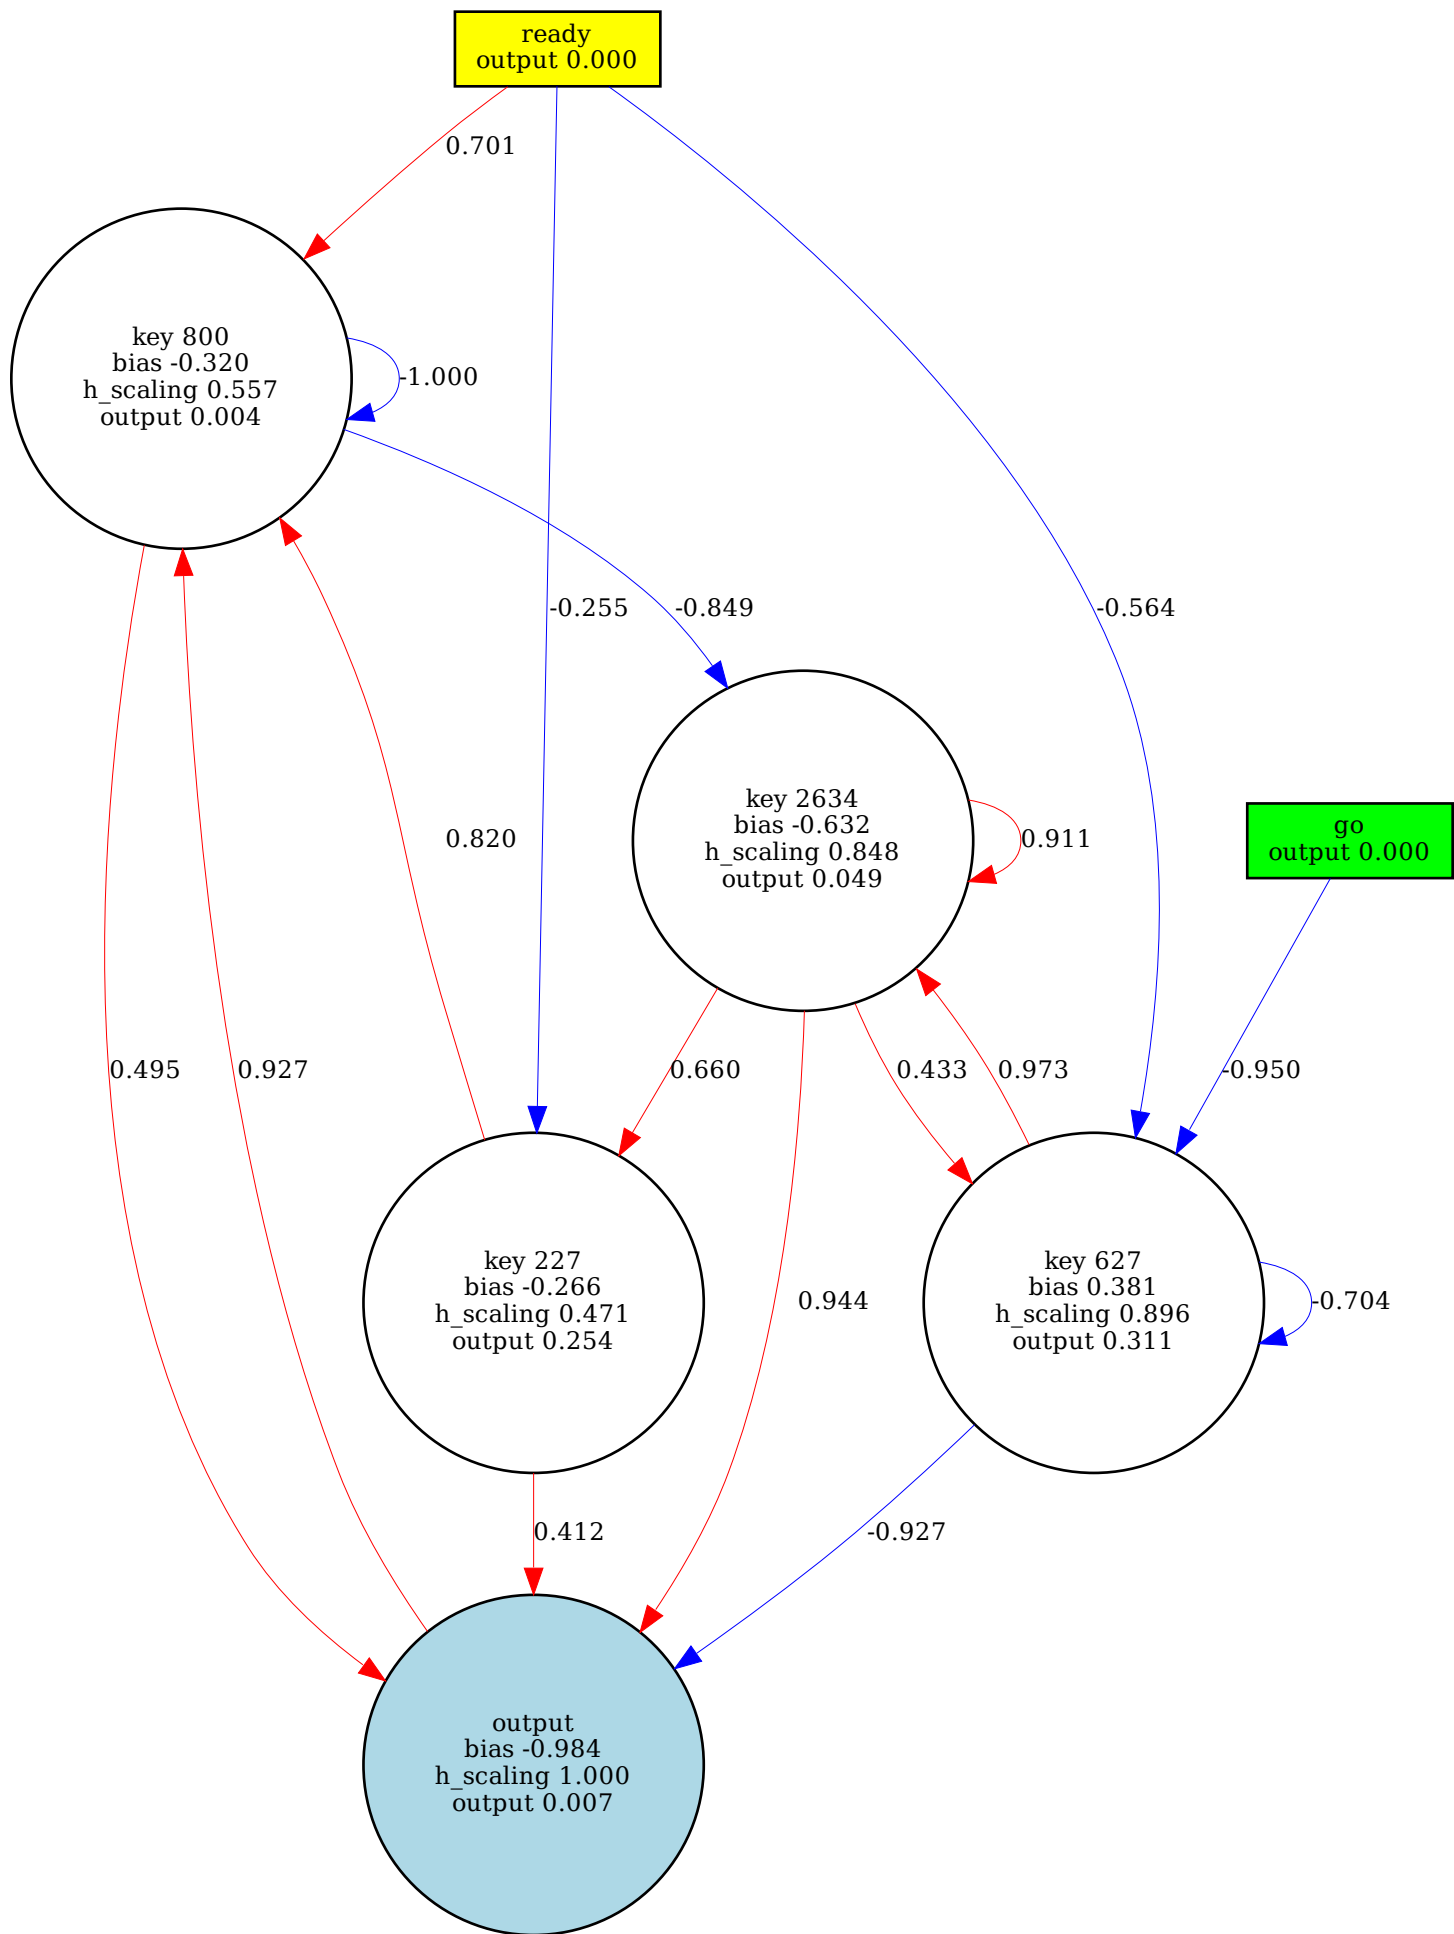 ready
output 0.000
0.701
key 800
bias -0.320
h_scaling 0.557
output 0.004
-1.000
-0.255
-0.849
-0.564
key 2634
bias -0.632
h_scaling 0.848
output 0.049
0.911
go
output 0.000
0.820
0.495
0.927
0.660
0.433
0.973
-0.950
key 227
bias -0.266
h_scaling 0.471
output 0.254
0.944
key 627
bias 0.381
h_scaling 0.896
output 0.311
-0.704
0.412
-0.927
output
bias -0.984
h_scaling 1.000
output 0.007